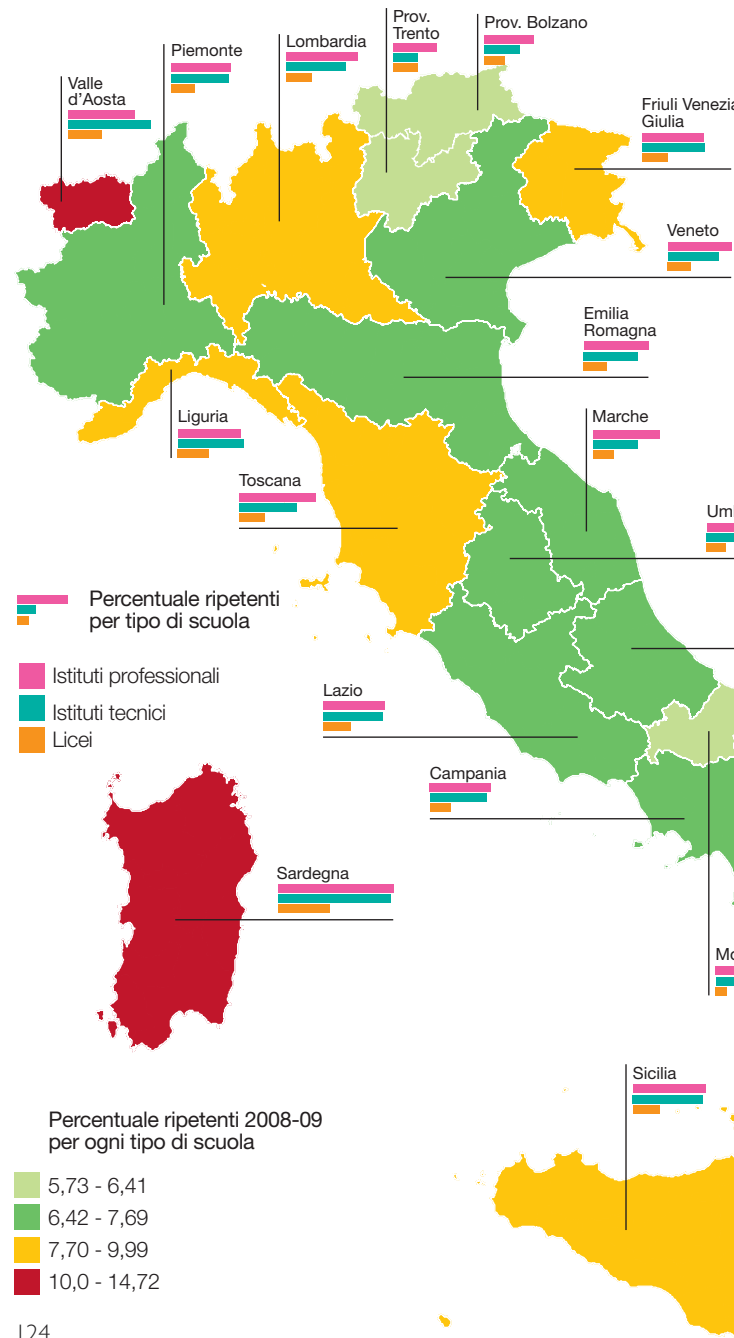 Prov.
Trento
Prov. Bolzano
Lombardia
Piemonte
Valle
d'Aosta
Friuli Venezia
Giulia
Veneto
Emilia
Romagna
Liguria
Marche
Toscana
Percentuale ripetenti
per tipo di scuola
Istituti professionali
Istituti tecnici
Licei
Lazio
Campania
Sardegna
Sicilia
Percentuale ripetenti 2008-09
per ogni tipo di scuola
5,73 - 6,41
6,42 - 7,69
7,70 - 9,99
10,0 - 14,72
124